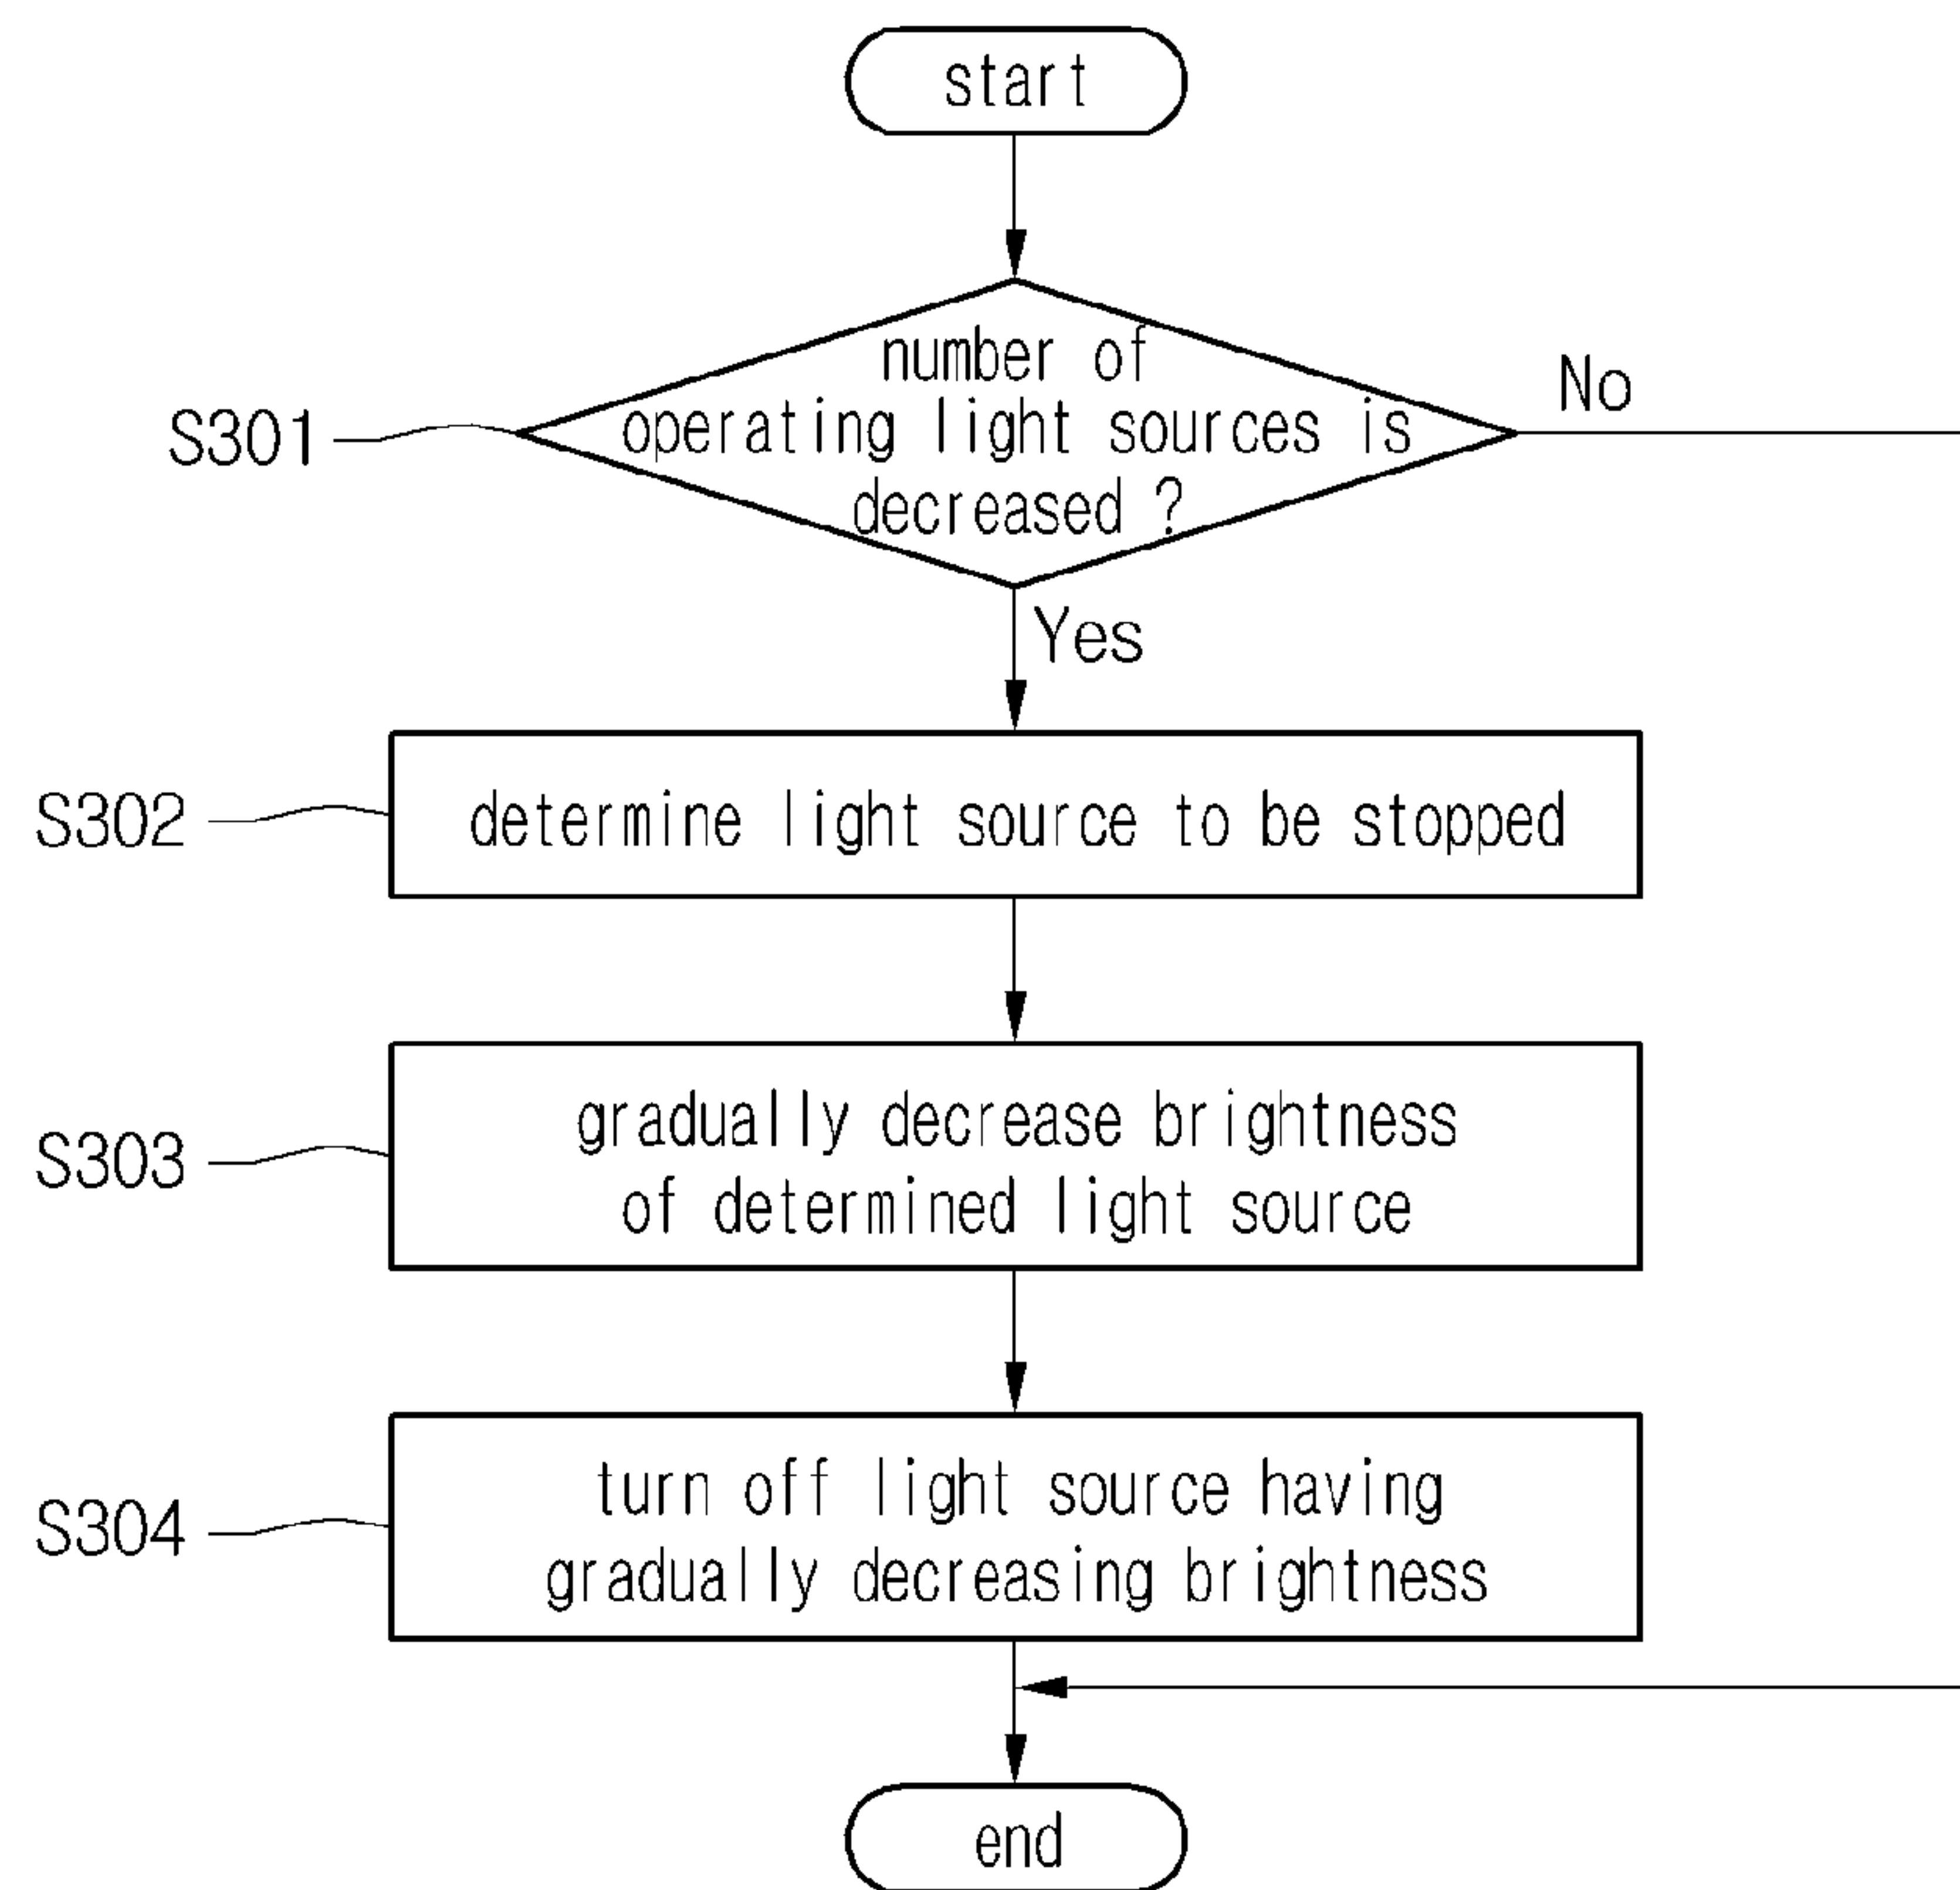 start
number of
operating light sources is
decreased ?
No
S301
Yes
S302
determine light source to be stopped
S303
gradually decrease brightness
of determined light source
S304
turn off light source having
gradually decreasing brightness
end